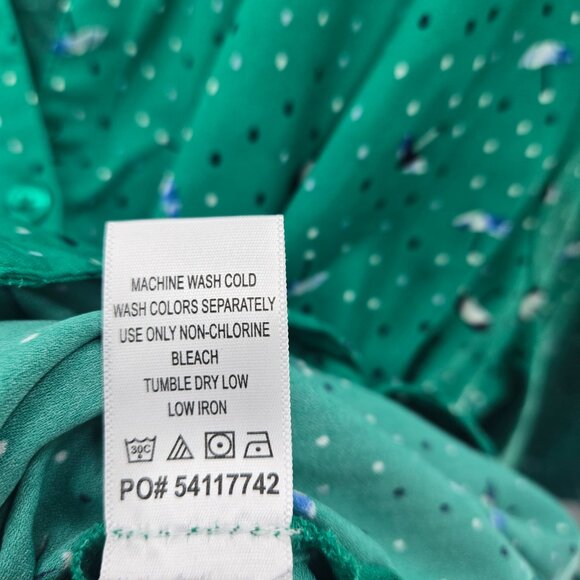 MACHINE WASH COLD
WASH COLORS SEPARATELY
USE ONLY NON-CHLORINE
BLEACH
TUMBLE DRY LOW
LOW IRON
30C
PO# 54117742